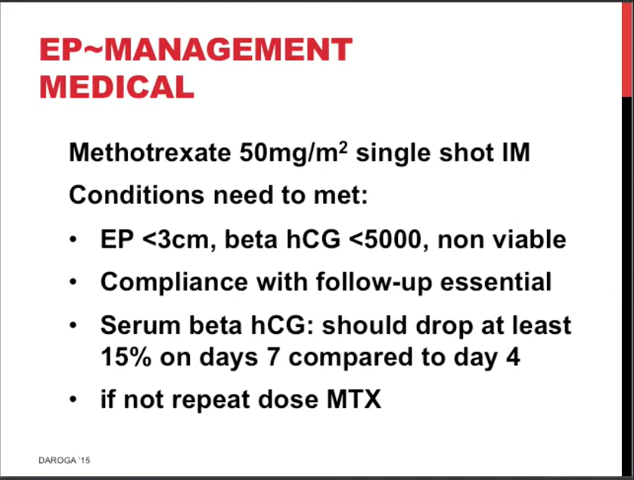 EP~MANAGEMENT
MEDICAL
Methotrexate 50mg/m² single shot IM
Conditions need to met:
• EP <3cm, beta hCG <5000, non viable
• Compliance with follow-up essential
• Serum beta hCG: should drop at least
15% on days 7 compared to day 4
• if not repeat dose MTX
DAROGA '15